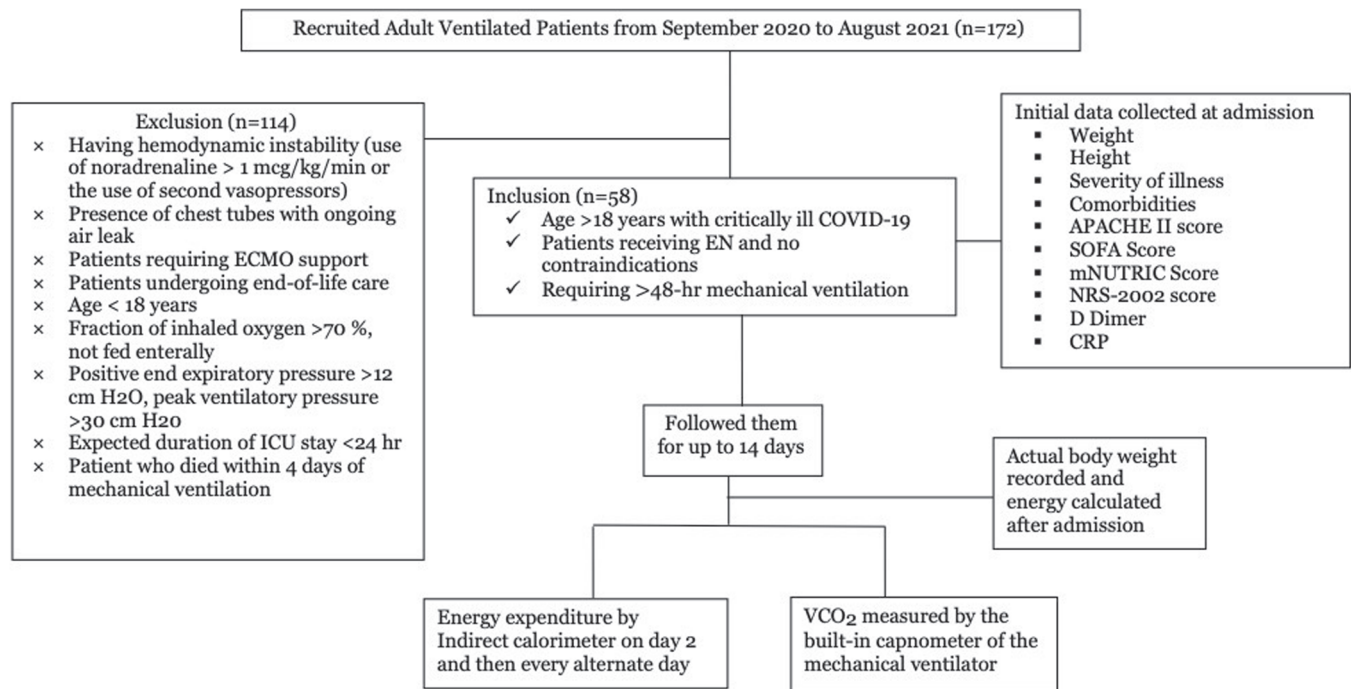 Recruited Adult Ventilated Patients from September 2020 to August 2021 (n=172)
Exclusion (n=114)
× Having hemodynamic instability (use
of noradrenaline > 1 mcg/kg/min or
the use of second vasopressors)
× Presence of chest tubes with ongoing
air leak
× Patients requiring ECMO support
× Patients undergoing end-of-life care
× Age < 18 years
× Fraction of inhaled oxygen >70 %,
not fed enterally
× Positive end expiratory pressure >12
cm H2O, peak ventilatory pressure
>30 cm H20
× Expected duration of ICU stay <24 hr
× Patient who died within 4 days of
mechanical ventilation
Inclusion (n=58)
✓ Age >18 years with critically ill COVID-19
✓ Patients receiving EN and no
contraindications
✓ Requiring >48-hr mechanical ventilation
Initial data collected at admission
▪ Weight
▪ Height
▪ Severity of illness
▪ Comorbidities
▪ APACHE II score
▪ SOFA Score
▪ mNUTRIC Score
▪ NRS-2002 score
▪ D Dimer
▪ CRP
Followed them
for up to 14 days
Actual body weight
recorded and
energy calculated
after admission
Energy expenditure by
Indirect calorimeter on day 2
and then every alternate day
VCO₂ measured by the
built-in capnometer of the
mechanical ventilator